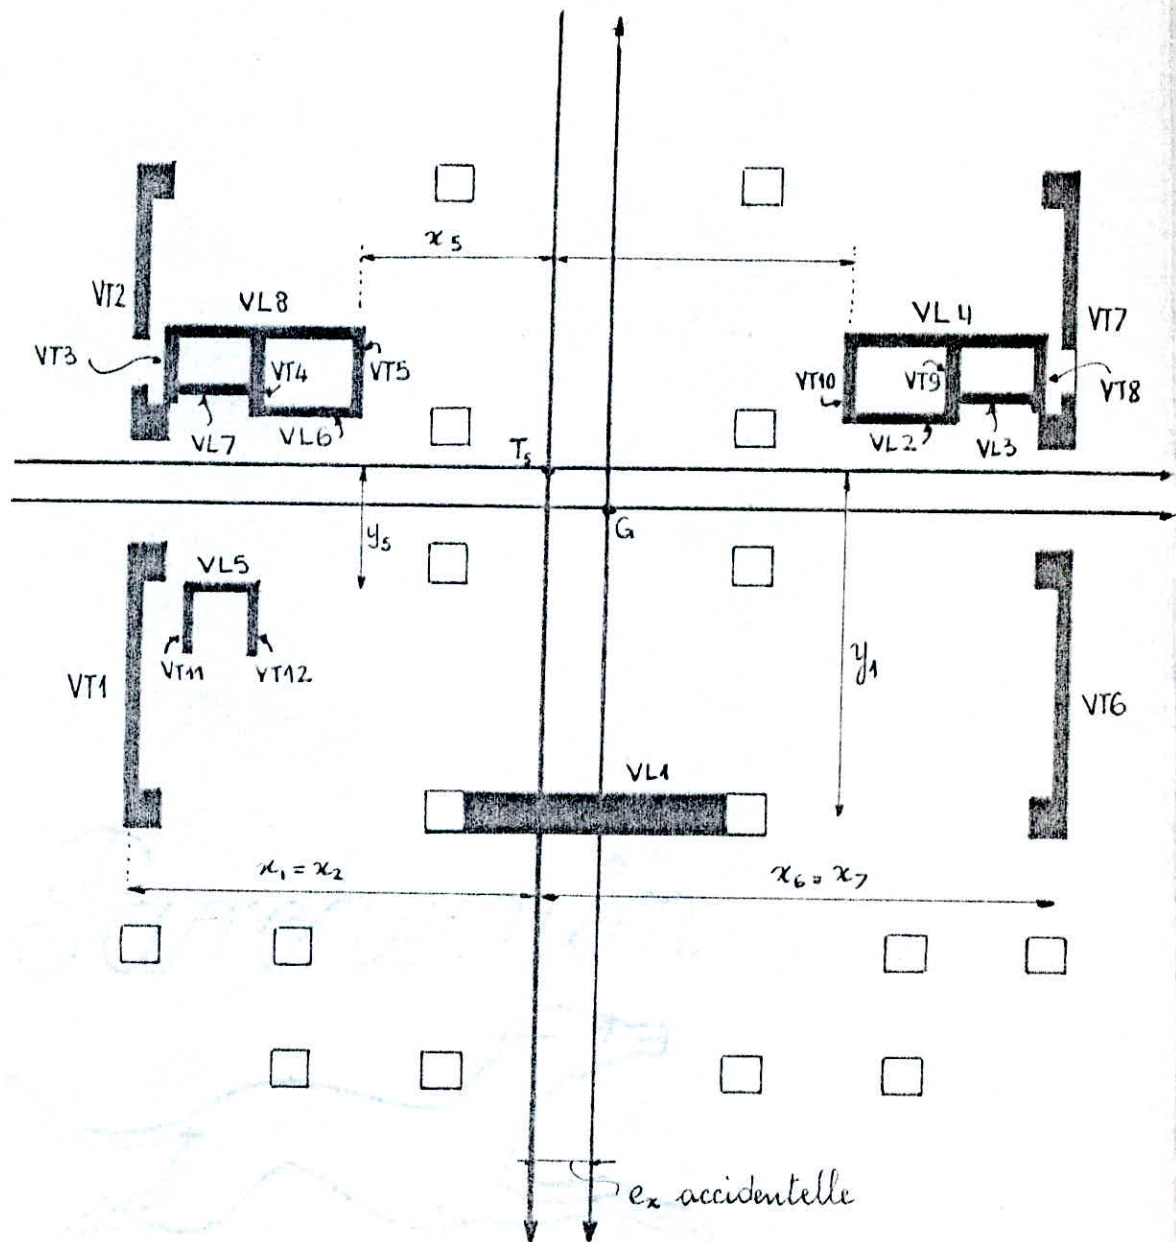 x5
VT2
VL8
VL4
VT7
VT3
VT4
VT5
VT10
VT9
VT8
VL7
VL6
VL2
VL3
Ts
G
y5
VL5
VT11
VT12
VT1
y1
VT6
VL1
x1 = x2
x6 = x7
ex accidentelle